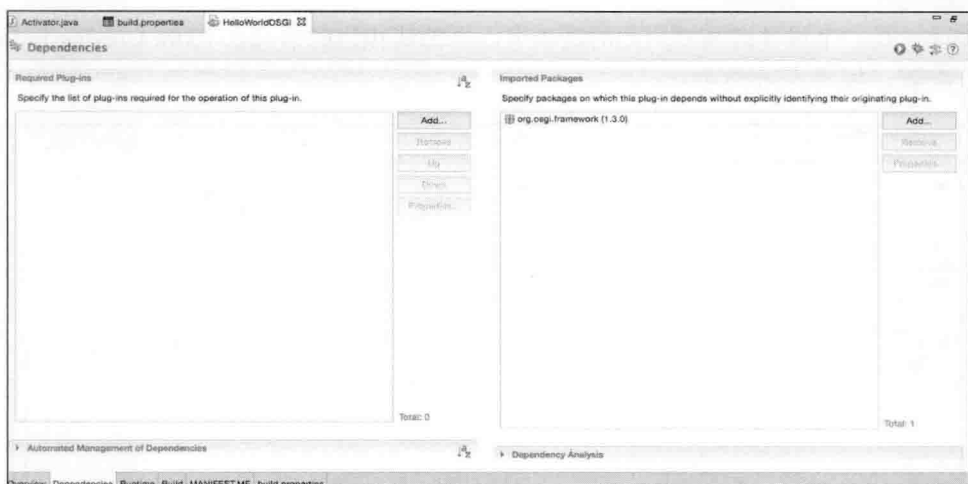 Activator.java build.properties HelloWorldOSGi
Dependencies
Required Plug-ins
Specify the list of plug-ins required for the operation of this plug-in.
Add...
Remove
Up
Down
Properties...
Total: 0
Automated Management of Dependencies
Imported Packages
Specify packages on which this plug-in depends without explicitly identifying their originating plug-in.
org.osgi.framework (1.3.0)
Add...
Remove
Properties...
Total: 1
Dependency Analysis
Overview Dependencies Runtime Build MANIFEST.MF build.properties